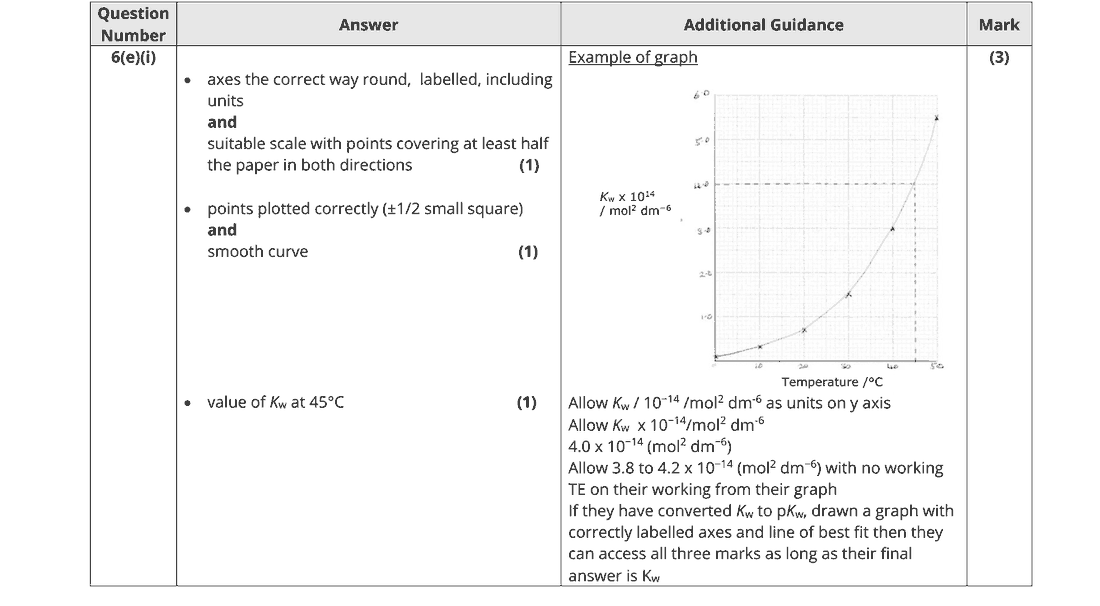 Question Number
Answer
Additional Guidance
Mark
6(e)(i)
• axes the correct way round, labelled, including
units
and
suitable scale with points covering at least half
the paper in both directions (1)
• points plotted correctly (±1/2 small square)
and
smooth curve (1)
• value of Kw at 45°C (1)
Example of graph
6.0
5.0
4.0
3.0
2.0
1.0
Kw x 10¹⁴
/ mol² dm⁻⁶
10 20 30 40 50
Temperature /°C
Allow Kw / 10⁻¹⁴ /mol² dm⁻⁶ as units on y axis
Allow Kw x 10⁻¹⁴/mol² dm⁻⁶
4.0 x 10⁻¹⁴ (mol² dm⁻⁶)
Allow 3.8 to 4.2 x 10⁻¹⁴ (mol² dm⁻⁶) with no working
TE on their working from their graph
If they have converted Kw to pKw, drawn a graph with
correctly labelled axes and line of best fit then they
can access all three marks as long as their final
answer is Kw
(3)